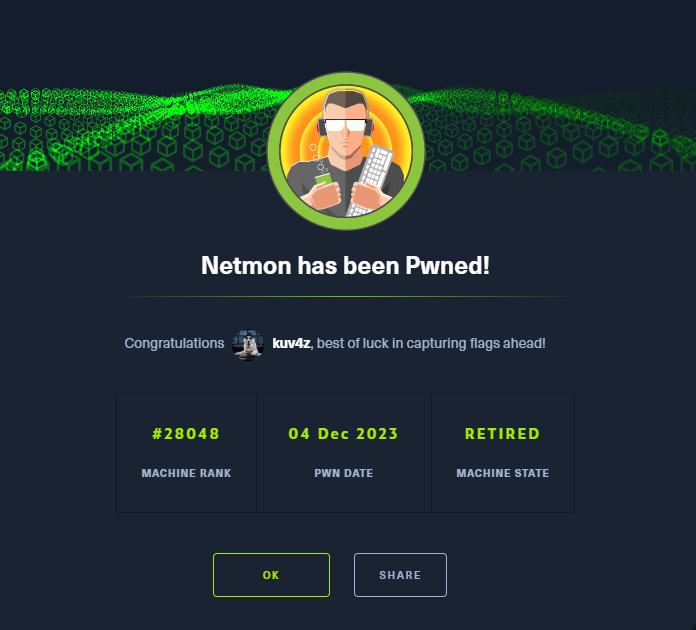 Netmon has been Pwned!
Congratulations kuv4z, best of luck in capturing flags ahead!
#28048 04 Dec 2023 RETIRED
MACHINE RANK PWN DATE MACHINE STATE
OK SHARE